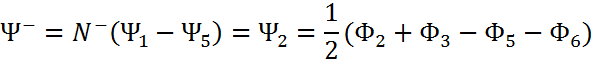 Ψ⁻ = N⁻(Ψ₁ − Ψ₅) = Ψ₂ = 1/2 (Φ₂ + Φ₃ − Φ₅ − Φ₆)